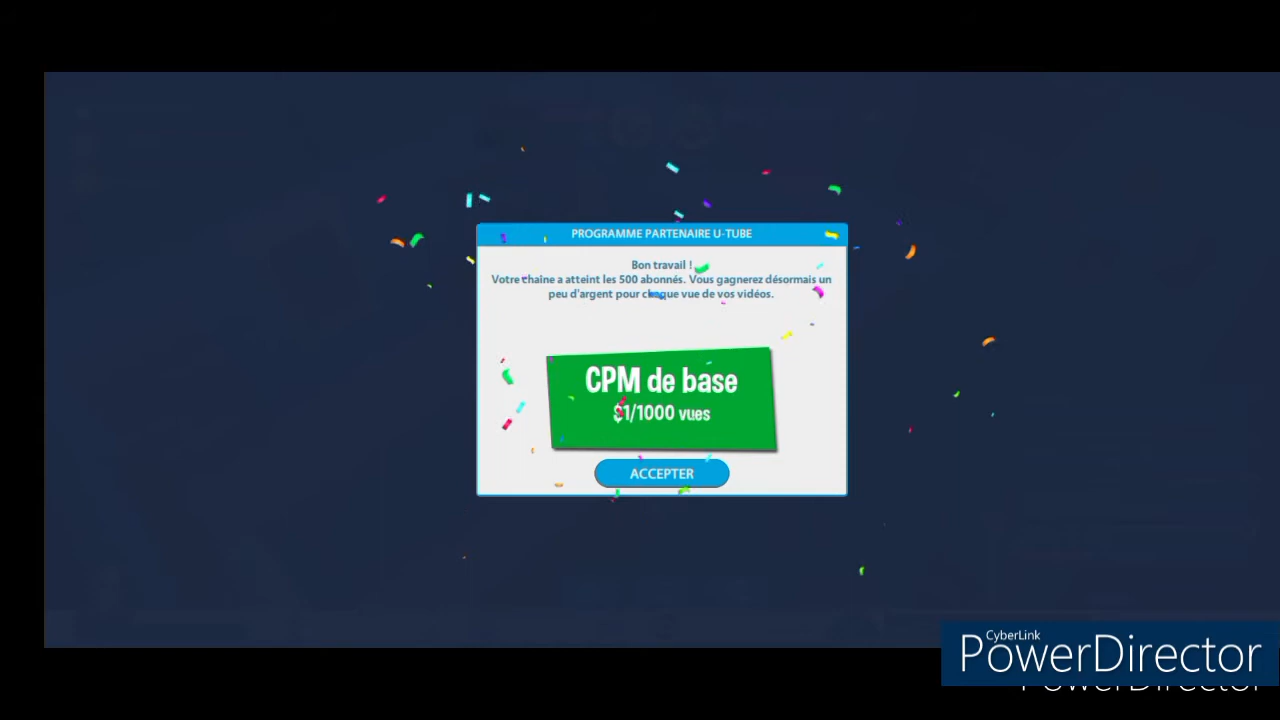 PROGRAMME PARTENAIRE U-TUBE
Bon travail !
Votre chaîne a atteint les 500 abonnés. Vous gagnerez désormais un
peu d'argent pour chaque vue de vos vidéos.
CPM de base
$1/1000 vues
ACCEPTER
CyberLink
PowerDirector
PowerDirector